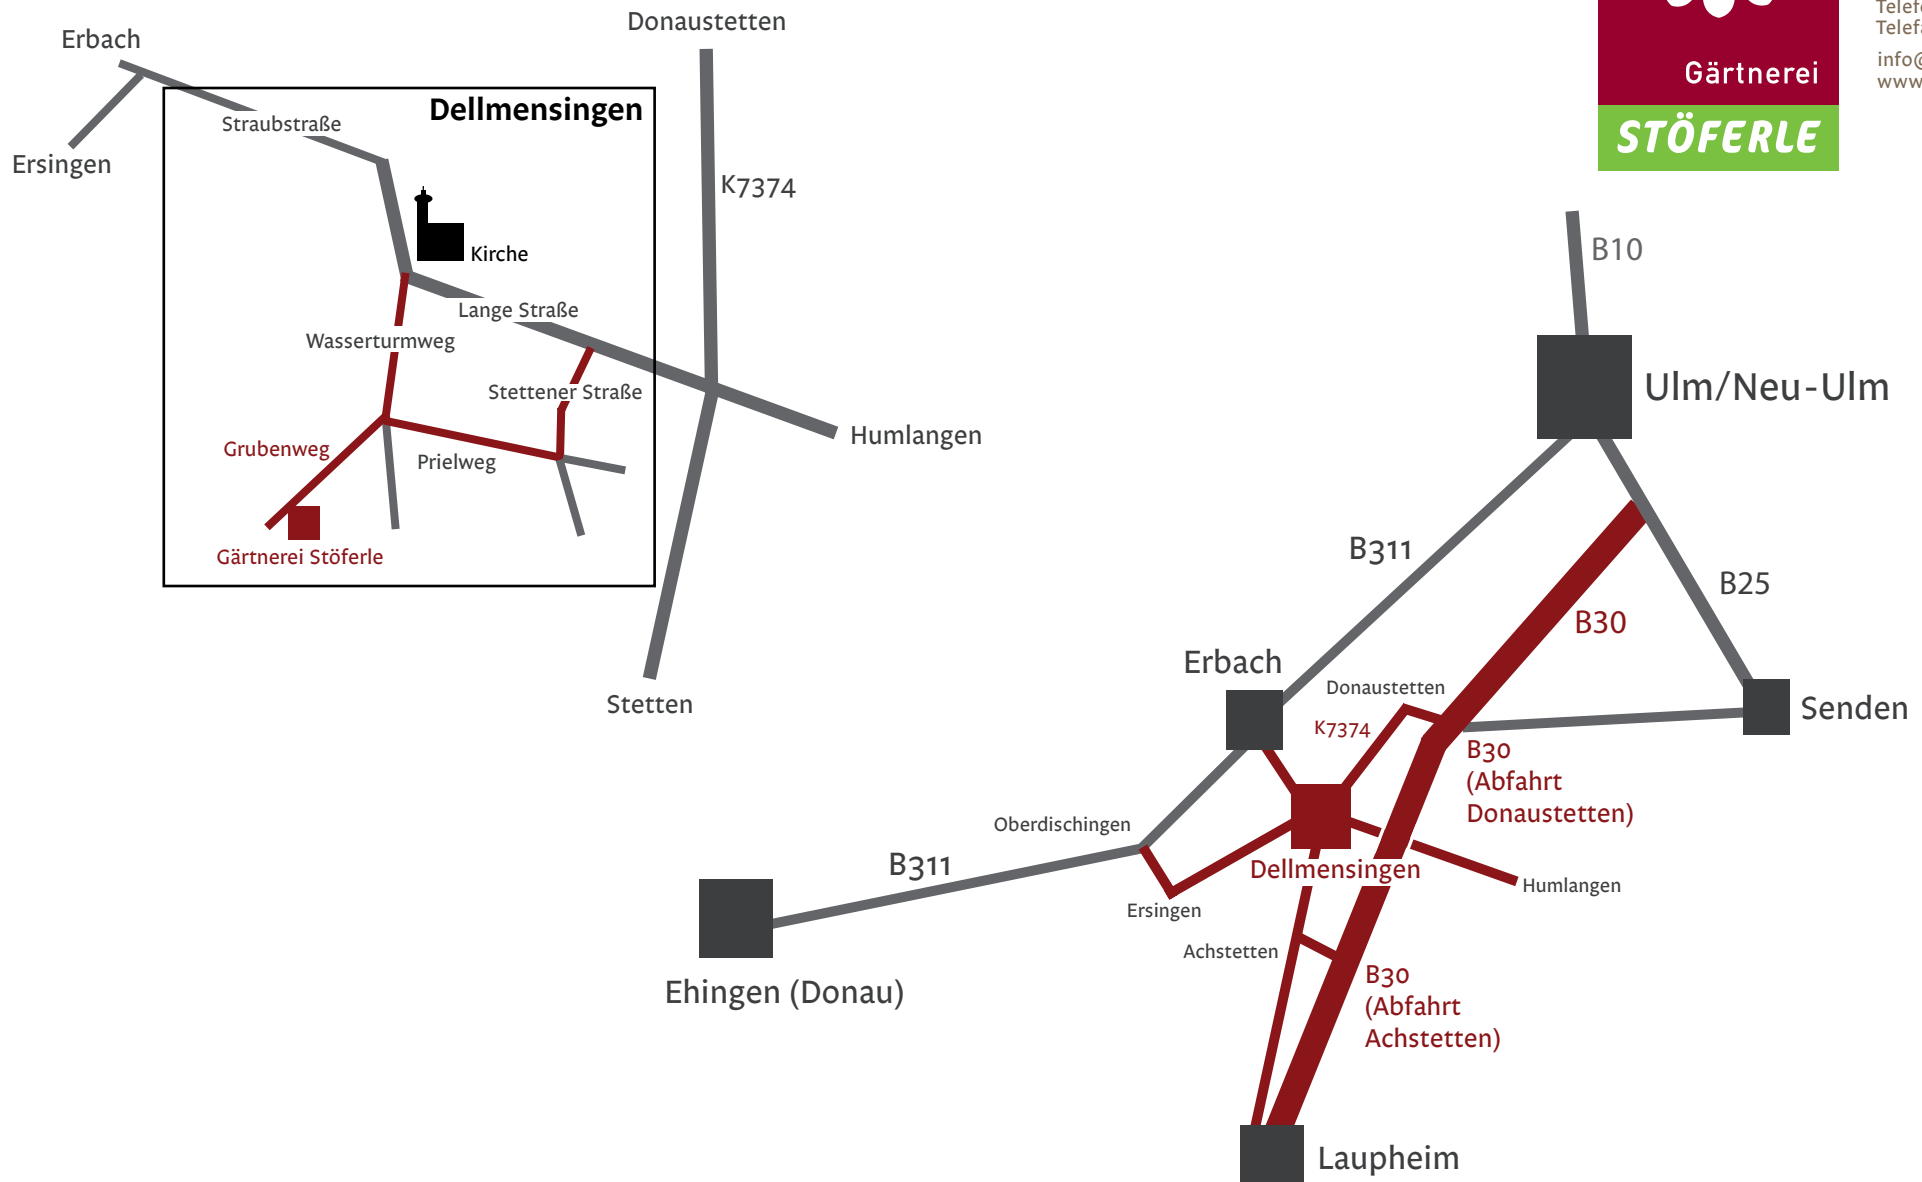 Donaustetten
Erbach
Dellmensingen
Straubstraße
Ersingen
K7374
Kirche
Lange Straße
Wasserturmweg
Stettener Straße
Humlangen
Grubenweg
Prielweg
Gärtnerei Stöferle
Stetten
Gärtnerei
STÖFERLE
info@
www
B10
Ulm/Neu-Ulm
B311
B25
B30
Erbach
Donaustetten
K7374
Senden
B30
(Abfahrt
Donaustetten)
Oberdischingen
B311
Dellmensingen
Humlangen
Ersingen
Achstetten
B30
(Abfahrt
Achstetten)
Ehingen (Donau)
Laupheim